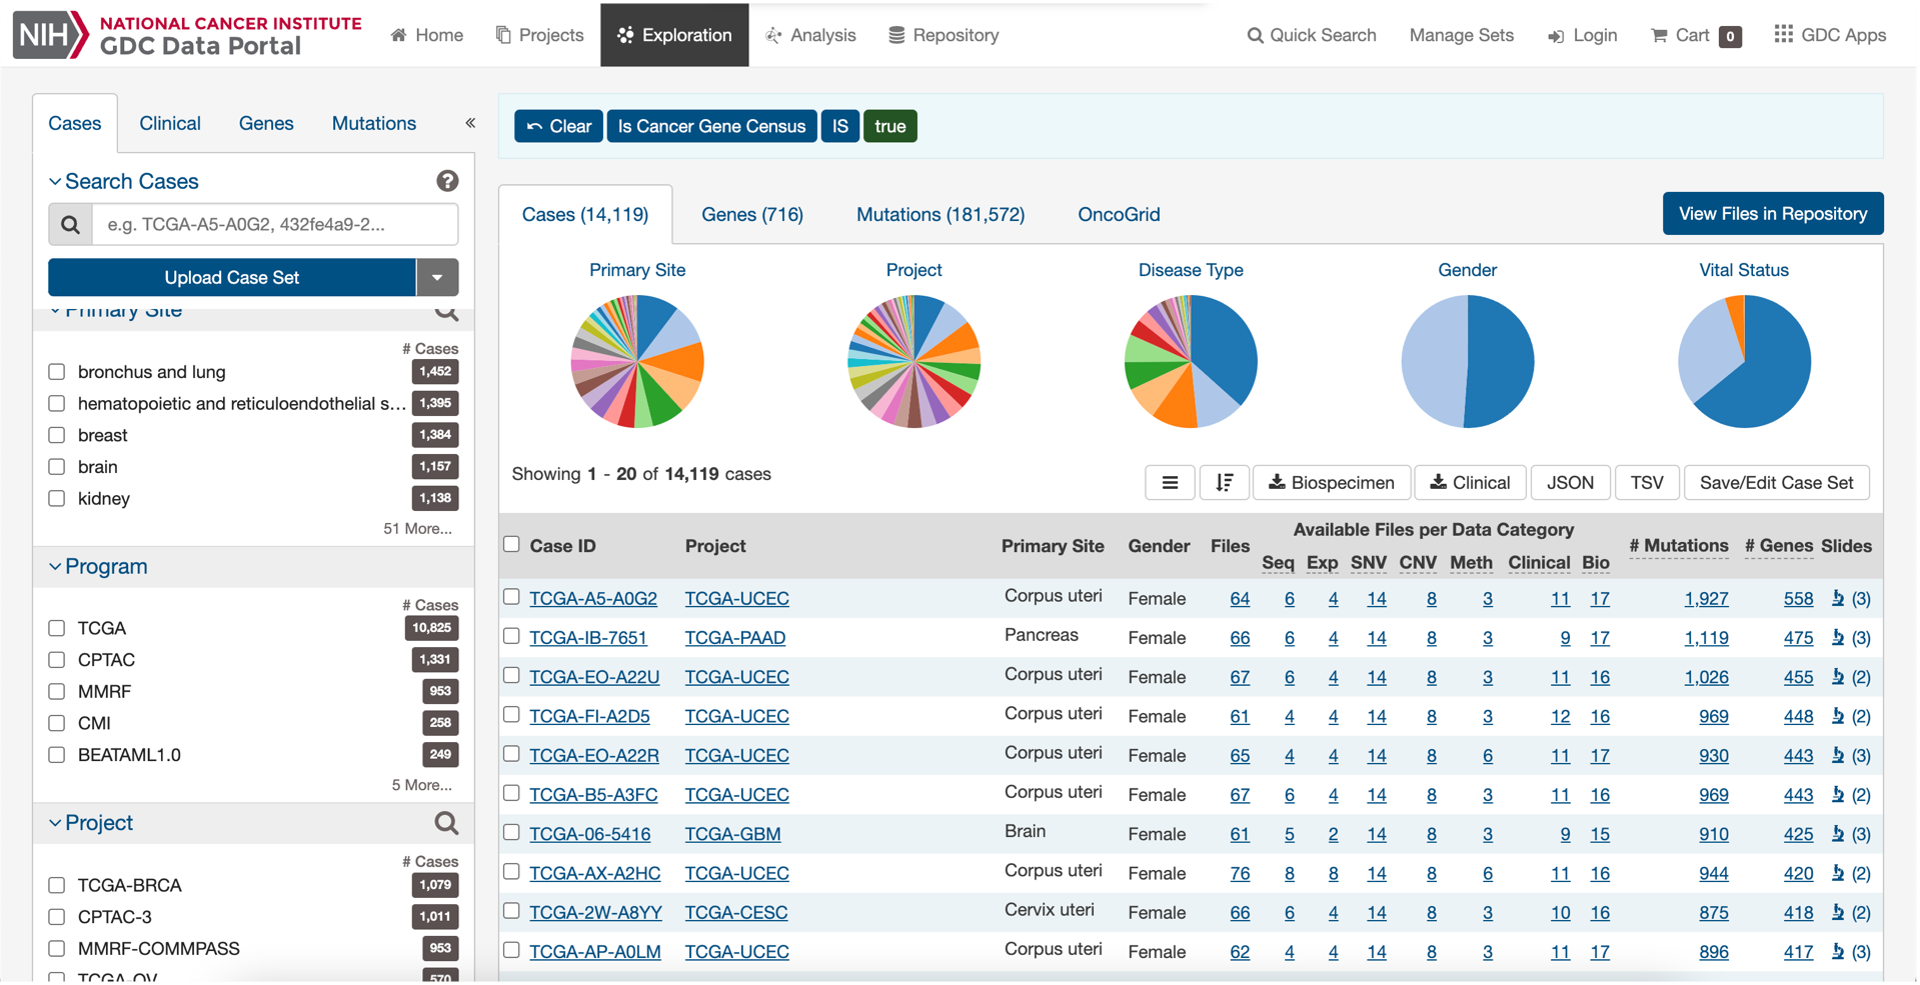 NIH NATIONAL CANCER INSTITUTE
GDC Data Portal
Home Projects Exploration Analysis Repository Quick Search Manage Sets Login Cart 0 GDC Apps
Cases Clinical Genes Mutations «
Clear Is Cancer Gene Census IS true
Search Cases ?
e.g. TCGA-A5-A0G2, 432fe4a9-2...
Upload Case Set
Primary Site
# Cases
bronchus and lung 1,452
hematopoietic and reticuloendothelial s... 1,395
breast 1,384
brain 1,157
kidney 1,138
51 More...
Program
# Cases
TCGA 10,825
CPTAC 1,331
MMRF 953
CMI 258
BEATAML1.0 249
5 More...
Project
# Cases
TCGA-BRCA 1,079
CPTAC-3 1,011
MMRF-COMMPASS 953
TCGA-OV 570
Cases (14,119) Genes (716) Mutations (181,572) OncoGrid View Files in Repository
Primary Site Project Disease Type Gender Vital Status
Showing 1 - 20 of 14,119 cases
Biospecimen Clinical JSON TSV Save/Edit Case Set
Case ID Project Primary Site Gender Files Available Files per Data Category # Mutations # Genes Slides
Seq Exp SNV CNV Meth Clinical Bio
TCGA-A5-A0G2 TCGA-UCEC Corpus uteri Female 64 6 4 14 8 3 11 17 1,927 558 (3)
TCGA-IB-7651 TCGA-PAAD Pancreas Female 66 6 4 14 8 3 9 17 1,119 475 (3)
TCGA-EO-A22U TCGA-UCEC Corpus uteri Female 67 6 4 14 8 3 11 16 1,026 455 (2)
TCGA-FI-A2D5 TCGA-UCEC Corpus uteri Female 61 4 4 14 8 3 12 16 969 448 (2)
TCGA-EO-A22R TCGA-UCEC Corpus uteri Female 65 4 4 14 8 6 11 17 930 443 (3)
TCGA-B5-A3FC TCGA-UCEC Corpus uteri Female 67 6 4 14 8 3 11 16 969 443 (2)
TCGA-06-5416 TCGA-GBM Brain Female 61 5 2 14 8 3 9 15 910 425 (3)
TCGA-AX-A2HC TCGA-UCEC Corpus uteri Female 76 8 8 14 8 6 11 16 944 420 (2)
TCGA-2W-A8YY TCGA-CESC Cervix uteri Female 66 6 4 14 8 3 10 16 875 418 (2)
TCGA-AP-A0LM TCGA-UCEC Corpus uteri Female 62 4 4 14 8 3 11 17 896 417 (3)